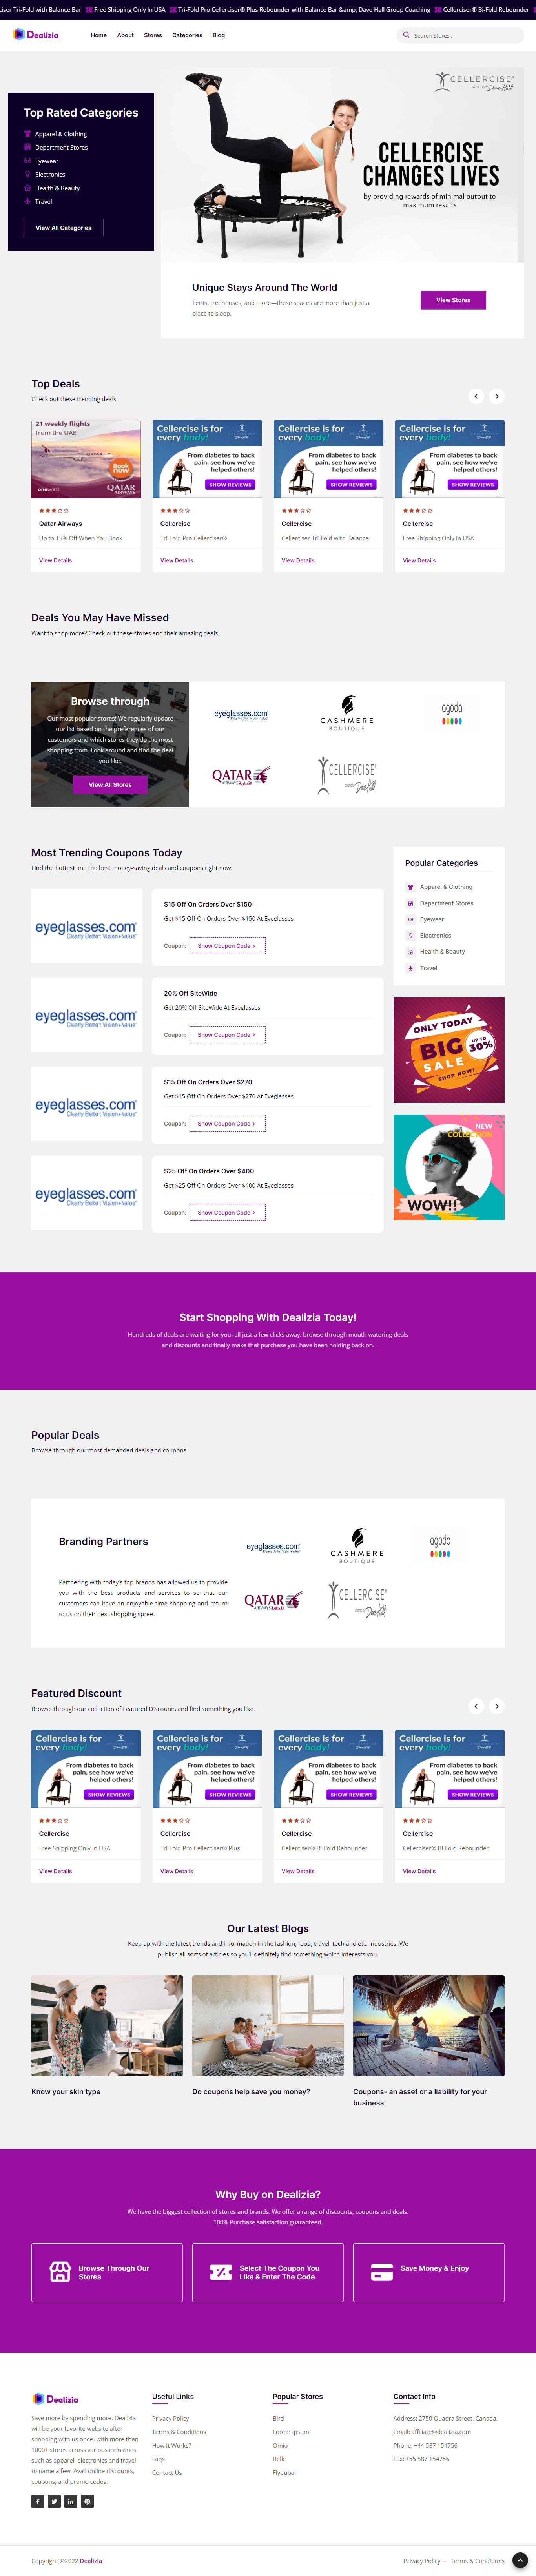 ciser Tri-Fold with Balance Bar Free Shipping Only In USA Tri-Fold Pro Cellerciser® Plus Rebounder with Balance Bar &amp; Dave Hall Group Coaching Cellerciser® Bi-Fold Rebounder
Dealizia
Home About Stores Categories Blog
Search Stores..
Top Rated Categories
Apparel & Clothing
Department Stores
Eyewear
Electronics
Health & Beauty
Travel
View All Categories
CELLERCISE®
CELLERCISE
CHANGES LIVES
by providing rewards of minimal output to
maximum results
Unique Stays Around The World
Tents, treehouses, and more—these spaces are more than just a
place to sleep.
View Stores
Top Deals
Check out these trending deals.
21 weekly flights
from the UAE
Book
now
oneworld
QATAR
AIRWAYS
Qatar Airways
Up to 15% Off When You Book
View Details
Cellercise is for
every body!
From diabetes to back
pain, see how we've
helped others!
SHOW REVIEWS
Cellercise
Tri-Fold Pro Cellerciser®
View Details
Cellercise is for
every body!
From diabetes to back
pain, see how we've
helped others!
SHOW REVIEWS
Cellercise
Cellerciser Tri-Fold with Balance
View Details
Cellercise is for
every body!
From diabetes to back
pain, see how we've
helped others!
SHOW REVIEWS
Cellercise
Free Shipping Only In USA
View Details
Deals You May Have Missed
Want to shop more? Check out these stores and their amazing deals.
Browse through
Our most popular stores! We regularly update
our list based on the preferences of our
customers and which stores they do the most
shopping from. Look around and find the deal
you like.
View All Stores
eyeglasses.com
Clearly Better: Vision+Value
CASHMERE
BOUTIQUE
agoda
QATAR
AIRWAYS القطرية
CELLERCISE®
Most Trending Coupons Today
Find the hottest and the best money-saving deals and coupons right now!
eyeglasses.com
Clearly Better: Vision+Value
$15 Off On Orders Over $150
Get $15 Off On Orders Over $150 At Eyeglasses
Coupon: Show Coupon Code >
eyeglasses.com
Clearly Better: Vision+Value
20% Off SiteWide
Get 20% Off SiteWide At Eyeglasses
Coupon: Show Coupon Code >
eyeglasses.com
Clearly Better: Vision+Value
$15 Off On Orders Over $270
Get $15 Off On Orders Over $270 At Eyeglasses
Coupon: Show Coupon Code >
eyeglasses.com
Clearly Better: Vision+Value
$25 Off On Orders Over $400
Get $25 Off On Orders Over $400 At Eyeglasses
Coupon: Show Coupon Code >
Popular Categories
Apparel & Clothing
Department Stores
Eyewear
Electronics
Health & Beauty
Travel
ONLY TODAY
BIG
SALE
UP TO
30%
SHOP NOW!
NEW
COLLECTION
WOW!!
Start Shopping With Dealizia Today!
Hundreds of deals are waiting for you- all just a few clicks away, browse through mouth watering deals
and discounts and finally make that purchase you have been holding back on.
Popular Deals
Browse through our most demanded deals and coupons.
Branding Partners
Partnering with today's top brands has allowed us to provide
you with the best products and services to so that our
customers can have an enjoyable time shopping and return
to us on their next shopping spree.
eyeglasses.com
Clearly Better: Vision+Value
CASHMERE
BOUTIQUE
agoda
QATAR
AIRWAYS القطرية
CELLERCISE®
Featured Discount
Browse through our collection of Featured Discounts and find something you like.
Cellercise is for
every body!
From diabetes to back
pain, see how we've
helped others!
SHOW REVIEWS
Cellercise
Free Shipping Only In USA
View Details
Cellercise is for
every body!
From diabetes to back
pain, see how we've
helped others!
SHOW REVIEWS
Cellercise
Tri-Fold Pro Cellerciser® Plus
View Details
Cellercise is for
every body!
From diabetes to back
pain, see how we've
helped others!
SHOW REVIEWS
Cellercise
Cellerciser® Bi-Fold Rebounder
View Details
Cellercise is for
every body!
From diabetes to back
pain, see how we've
helped others!
SHOW REVIEWS
Cellercise
Cellerciser® Bi-Fold Rebounder
View Details
Our Latest Blogs
Keep up with the latest trends and information in the fashion, food, travel, tech and etc. industries. We
publish all sorts of articles so you'll definitely find something which interests you.
Know your skin type
Do coupons help save you money?
Coupons- an asset or a liability for your
business
Why Buy on Dealizia?
We have the biggest collection of stores and brands. We offer a range of discounts, coupons and deals.
100% Purchase satisfaction guaranteed.
Browse Through Our
Stores
Select The Coupon You
Like & Enter The Code
Save Money & Enjoy
Dealizia
Save more by spending more. Dealizia
will be your favorite website after
shopping with us once- with more than
1000+ stores across various industries
such as apparel, electronics and travel
to name a few. Avail online discounts,
coupons, and promo codes.
Useful Links
Privacy Policy
Terms & Conditions
How It Works?
Faqs
Contact Us
Popular Stores
Bird
Lorem Ipsum
Omio
Belk
Flydubai
Contact Info
Address: 2750 Quadra Street, Canada.
Email: affiliate@dealizia.com
Phone: +44 587 154756
Fax: +55 587 154756
Copyright @2022 Dealizia
Privacy Policy Terms & Conditions